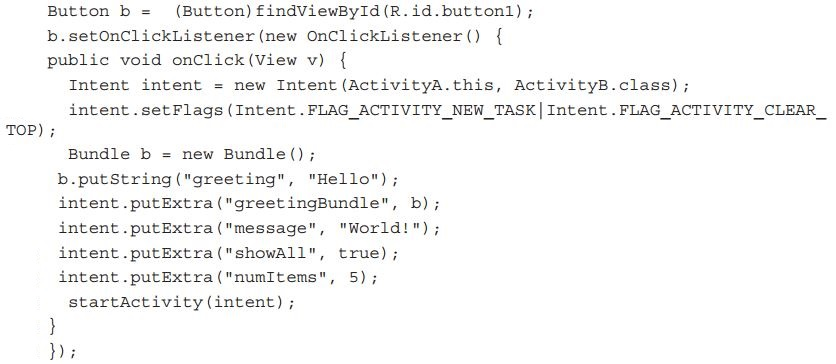 Button b =  (Button)findViewById(R.id.button1);
b.setOnClickListener(new OnClickListener() {
public void onClick(View v) {
Intent intent = new Intent(ActivityA.this, ActivityB.class);
intent.setFlags(Intent.FLAG_ACTIVITY_NEW_TASK|Intent.FLAG_ACTIVITY_CLEAR_
TOP);
Bundle b = new Bundle();
b.putString("greeting", "Hello");
intent.putExtra("greetingBundle", b);
intent.putExtra("message", "World!");
intent.putExtra("showAll", true);
intent.putExtra("numItems", 5);
startActivity(intent);
}
});